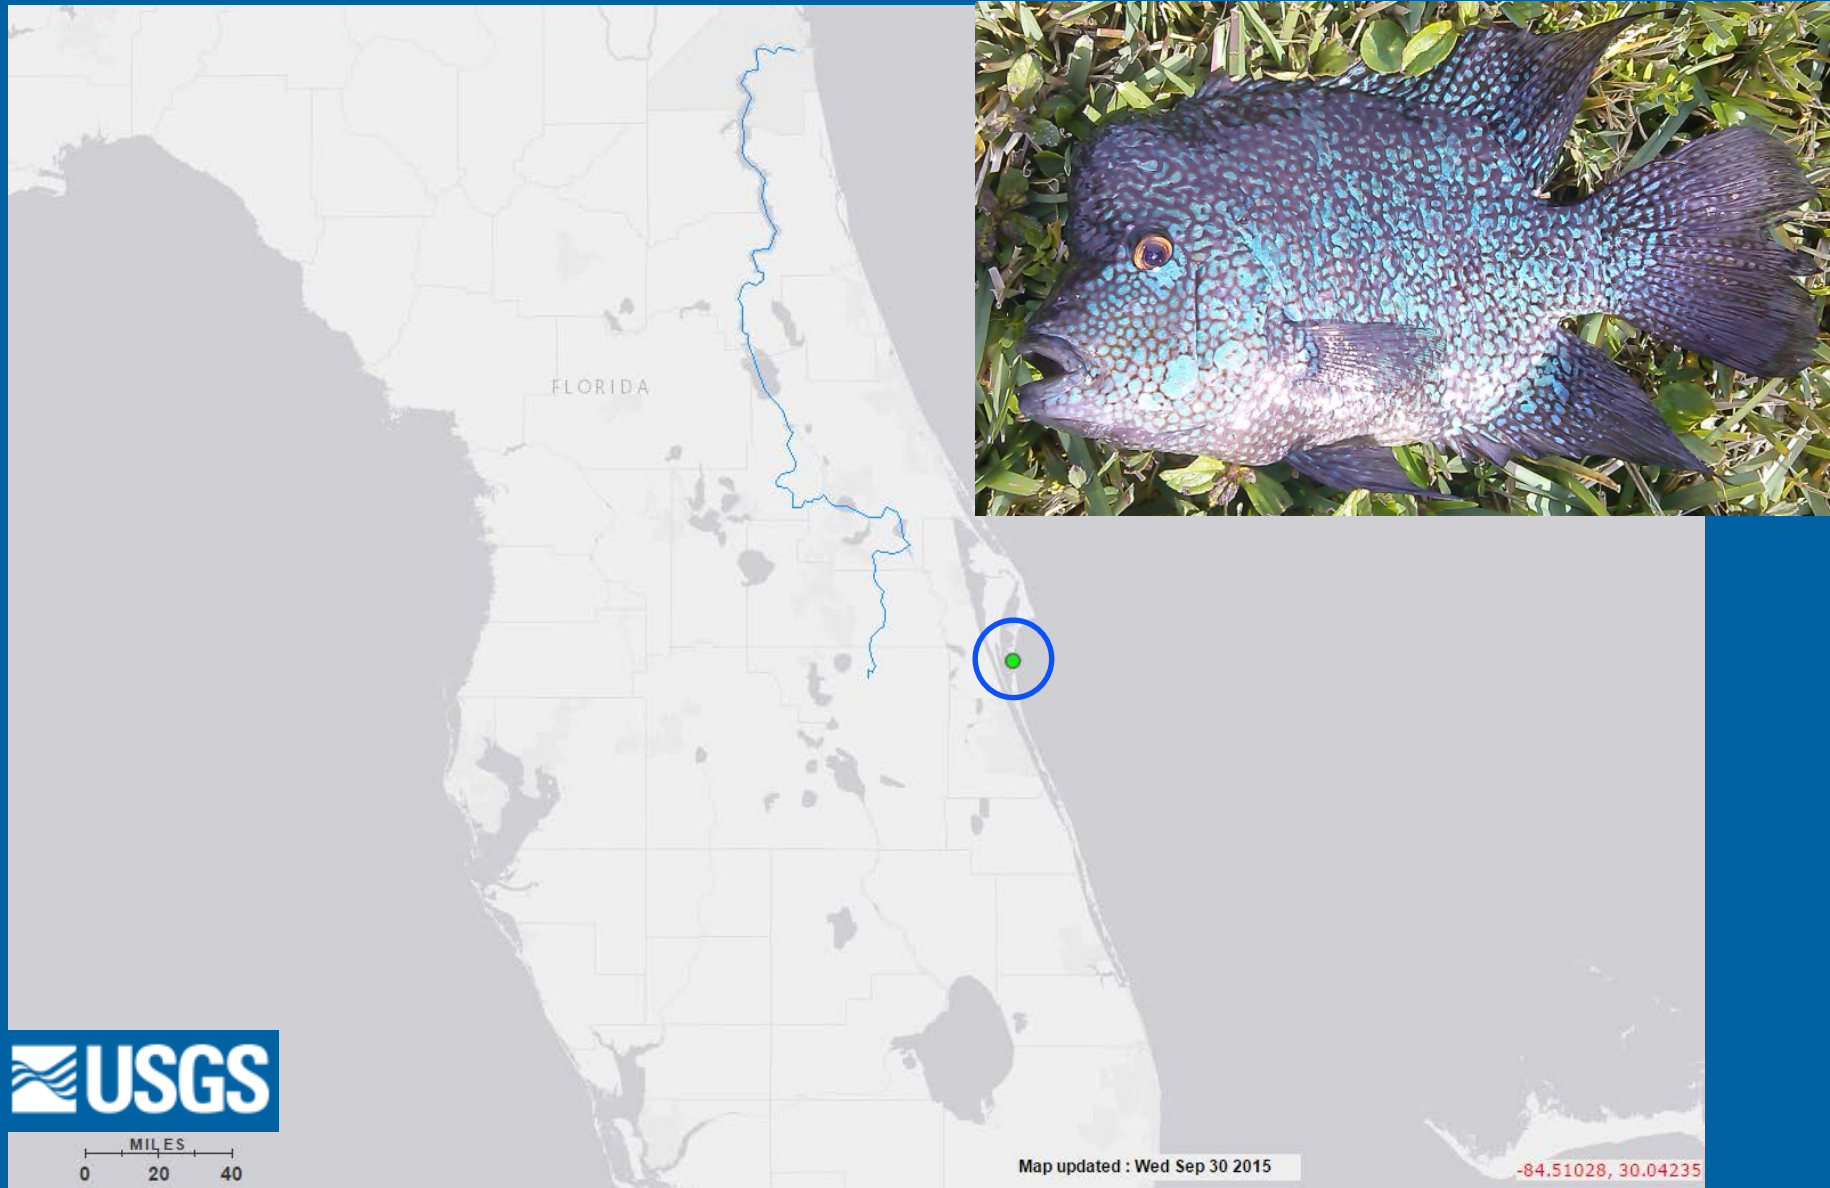 FLORIDA
USGS
MILES
0 20 40
Map updated : Wed Sep 30 2015
-84.51028, 30.04235